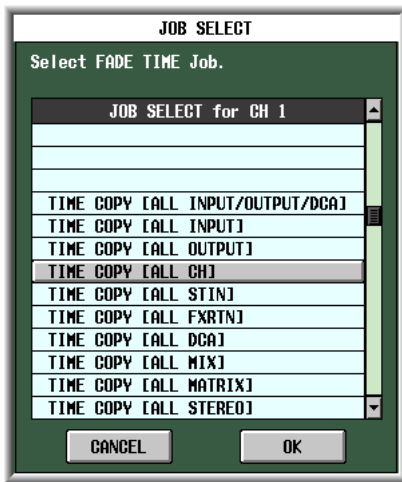 JOB SELECT
Select FADE TIME Job.
JOB SELECT for CH 1
TIME COPY [ALL INPUT/OUTPUT/DCA]
TIME COPY [ALL INPUT]
TIME COPY [ALL OUTPUT]
TIME COPY [ALL CH]
TIME COPY [ALL STIN]
TIME COPY [ALL FXRTN]
TIME COPY [ALL DCA]
TIME COPY [ALL MIX]
TIME COPY [ALL MATRIX]
TIME COPY [ALL STEREO]
CANCEL OK